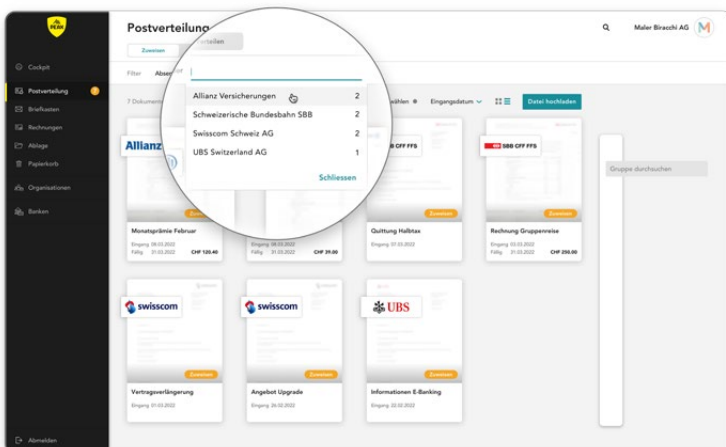 PEAK
Postverteilung
Maler Biracchi AG
M
Zuweisen
Verteilen
Cockpit
Postverteilung
7
Briefkasten
Rechnungen
Ablage
Papierkorb
Organisationen
Banken
Abmelden
Filter
7 Dokumente
Eingangsdatum
Datei hochladen
Allianz Versicherungen 2
Schweizerische Bundesbahn SBB 2
Swisscom Schweiz AG 2
UBS Switzerland AG 1
Schliessen
Gruppe durchsuchen
Allianz
CFF FFS
SBB CFF FFS
Zuweisen
Zuweisen
Zuweisen
Zuweisen
Monatsprämie Februar
Eingang 08.03.2022
Fällig 31.03.2022 CHF 120.40
Eingang 08.03.2022
Fällig 31.03.2022 CHF 39.00
Quittung Halbtax
Eingang 07.03.2022
Rechnung Gruppenreise
Eingang 03.03.2022
Fällig 31.03.2022 CHF 250.00
swisscom
swisscom
UBS
Zuweisen
Zuweisen
Zuweisen
Vertragsverlängerung
Eingang 01.03.2022
Angebot Upgrade
Eingang 26.02.2022
Informationen E-Banking
Eingang 22.02.2022